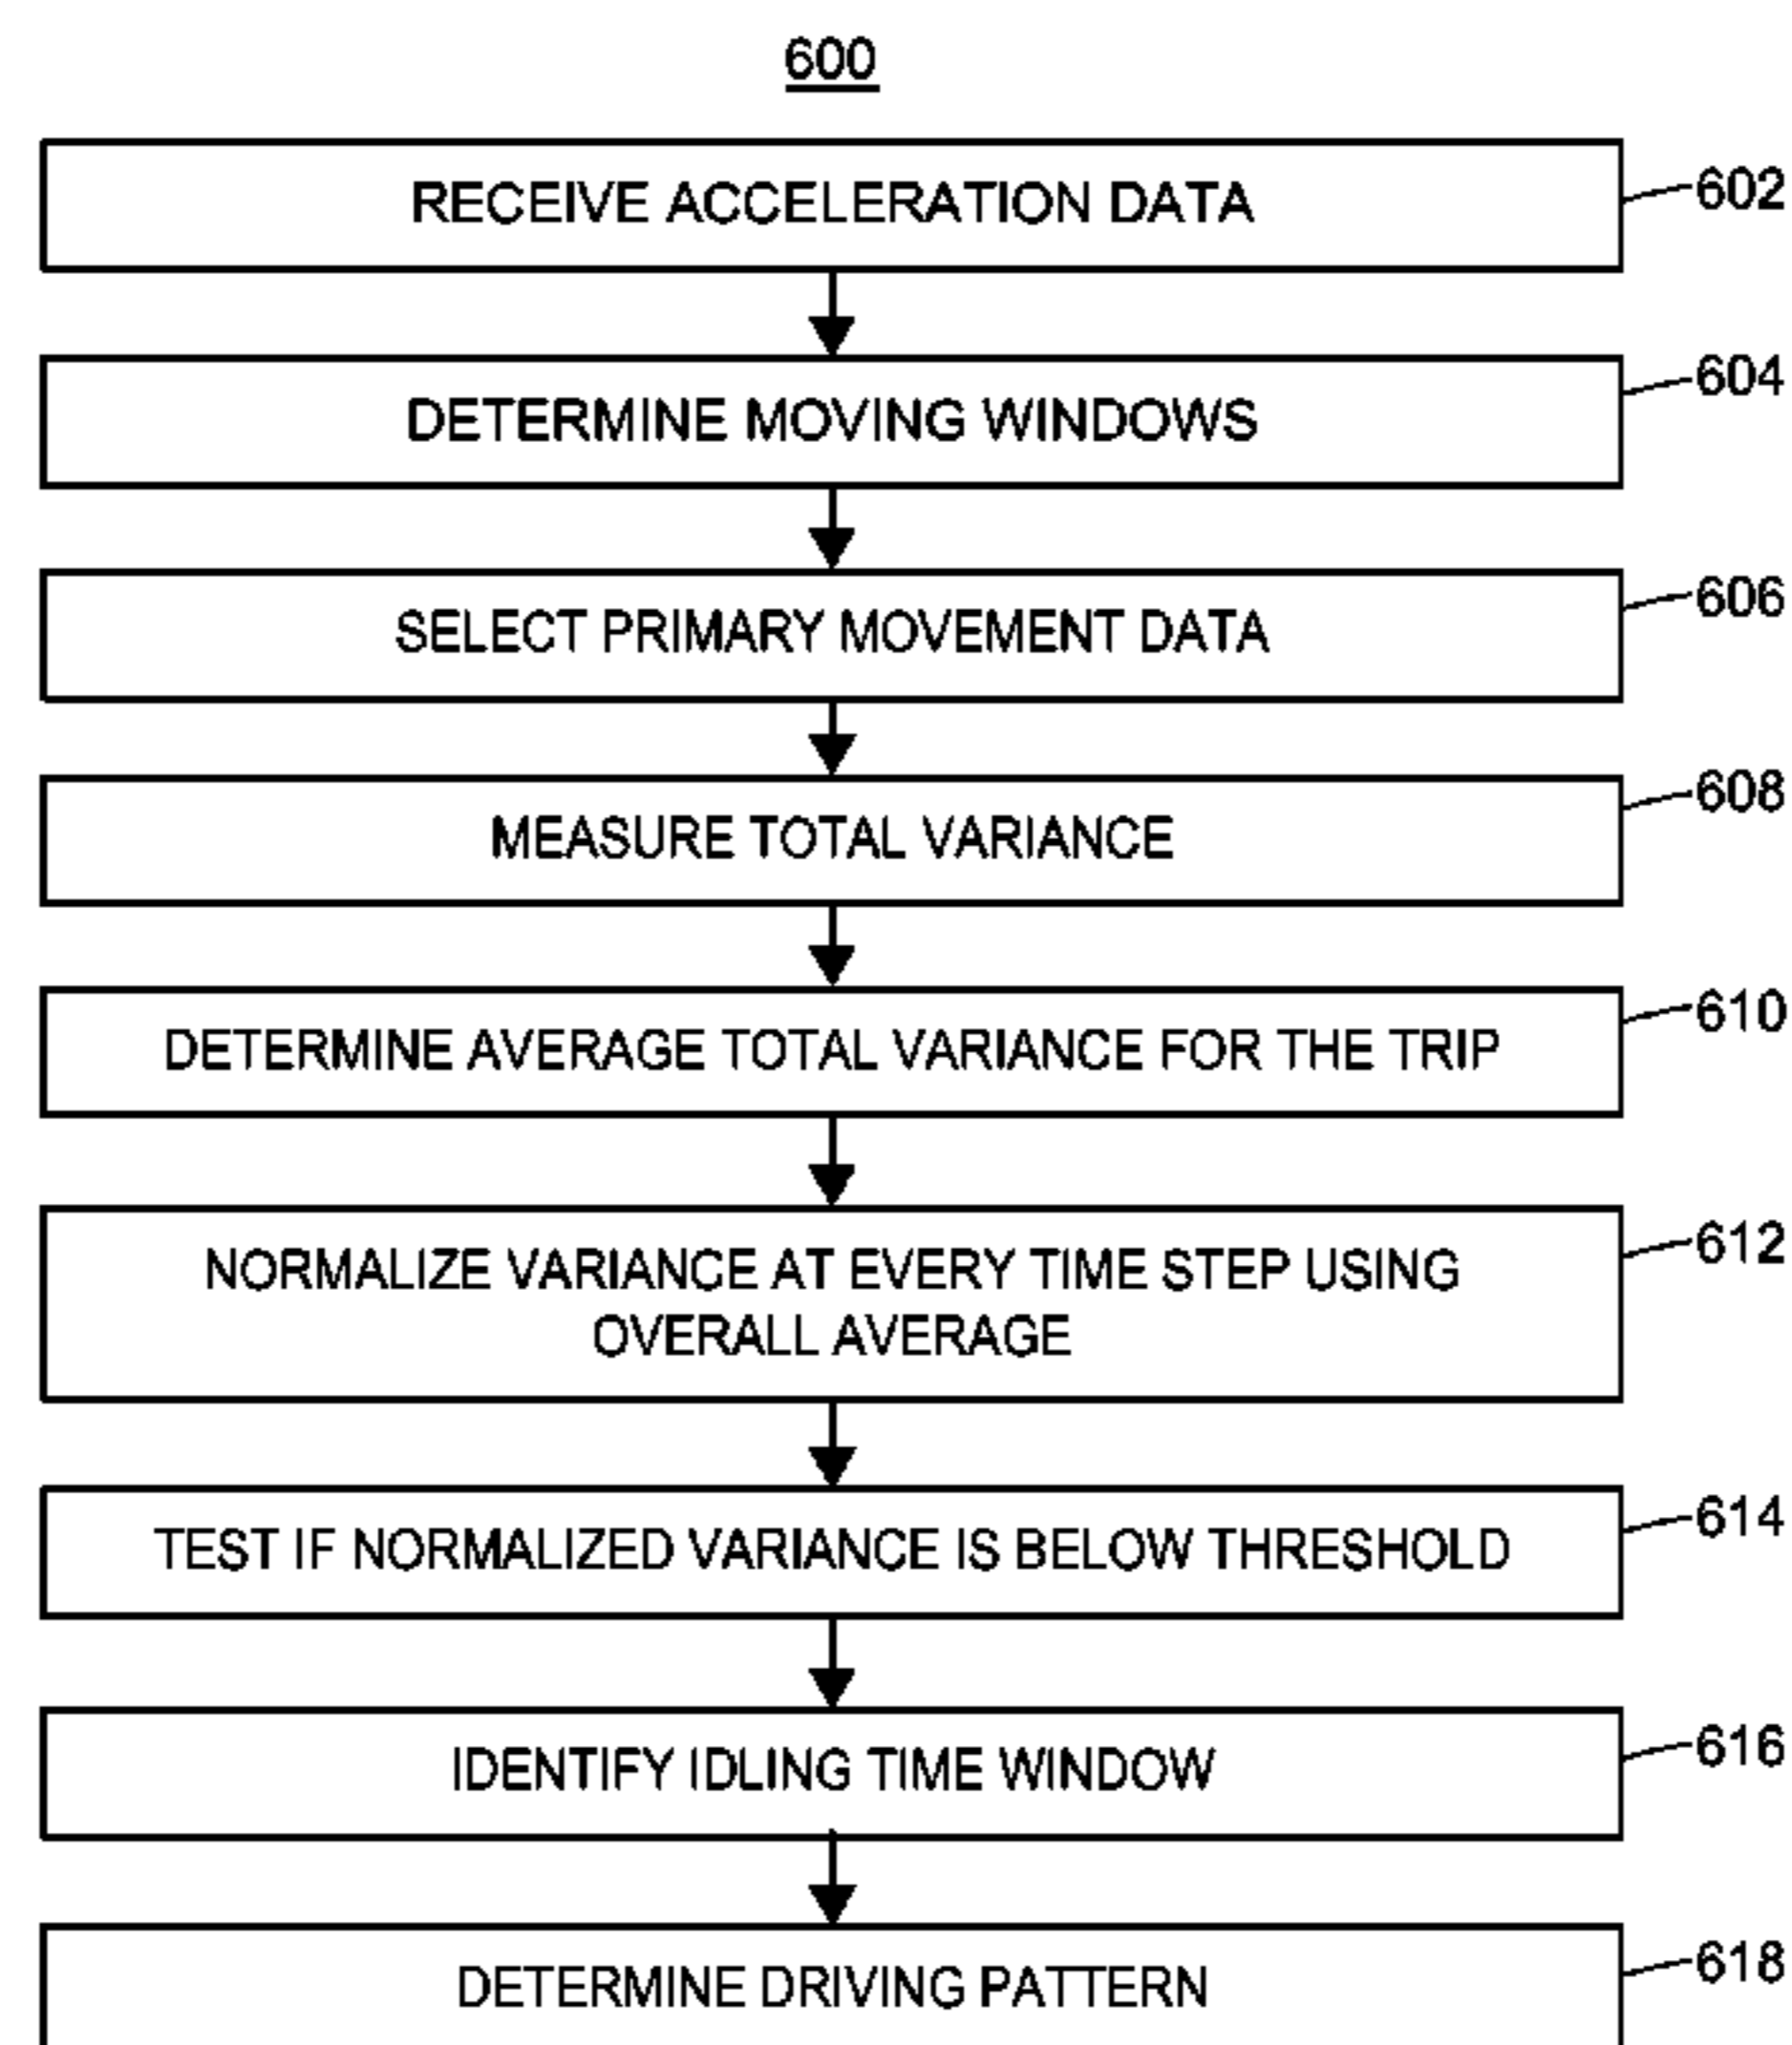 600
RECEIVE ACCELERATION DATA
602
DETERMINE MOVING WINDOWS
604
SELECT PRIMARY MOVEMENT DATA
606
MEASURE TOTAL VARIANCE
608
DETERMINE AVERAGE TOTAL VARIANCE FOR THE TRIP
610
NORMALIZE VARIANCE AT EVERY TIME STEP USING
OVERALL AVERAGE
612
TEST IF NORMALIZED VARIANCE IS BELOW THRESHOLD
614
IDENTIFY IDLING TIME WINDOW
616
DETERMINE DRIVING PATTERN
618